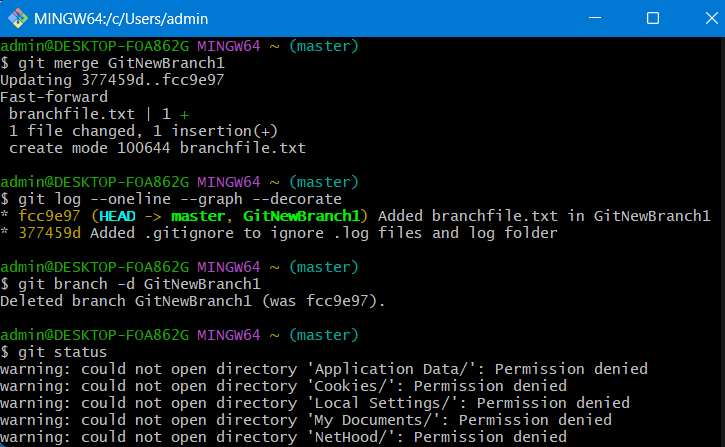 MINGW64:/c/Users/admin
admin@DESKTOP-FOA862G MINGW64 ~ (master)
$ git merge GitNewBranch1
Updating 377459d..fcc9e97
Fast-forward
 branchfile.txt | 1 +
 1 file changed, 1 insertion(+)
 create mode 100644 branchfile.txt
admin@DESKTOP-FOA862G MINGW64 ~ (master)
$ git log --oneline --graph --decorate
* fcc9e97 (HEAD -> master, GitNewBranch1) Added branchfile.txt in GitNewBranch1
* 377459d Added .gitignore to ignore .log files and log folder
admin@DESKTOP-FOA862G MINGW64 ~ (master)
$ git branch -d GitNewBranch1
Deleted branch GitNewBranch1 (was fcc9e97).
admin@DESKTOP-FOA862G MINGW64 ~ (master)
$ git status
warning: could not open directory 'Application Data/': Permission denied
warning: could not open directory 'Cookies/': Permission denied
warning: could not open directory 'Local Settings/': Permission denied
warning: could not open directory 'My Documents/': Permission denied
warning: could not open directory 'NetHood/': Permission denied